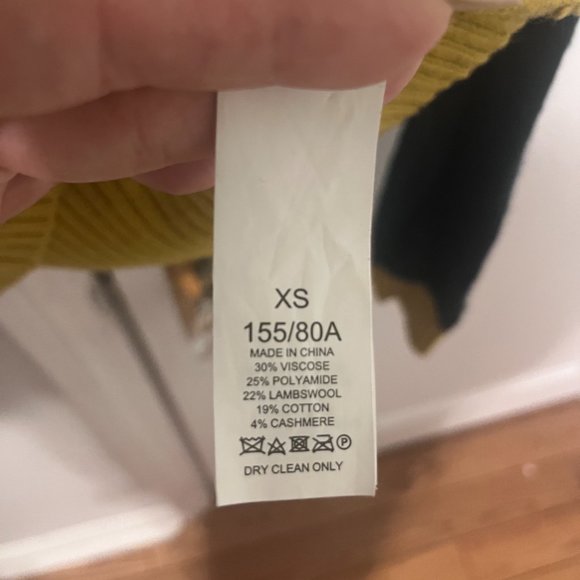 XS
155/80A
MADE IN CHINA
30% VISCOSE
25% POLYAMIDE
22% LAMBSWOOL
19% COTTON
4% CASHMERE
P
DRY CLEAN ONLY